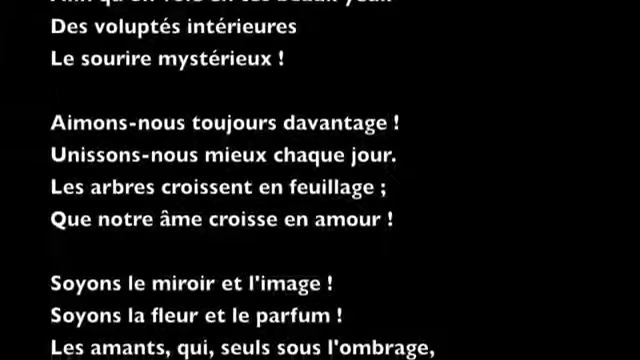 Des voluptés intérieures
Le sourire mystérieux !
Aimons-nous toujours davantage !
Unissons-nous mieux chaque jour.
Les arbres croissent en feuillage ;
Que notre âme croisse en amour !
Soyons le miroir et l'image !
Soyons la fleur et le parfum !
Les amants, qui, seuls sous l'ombrage,